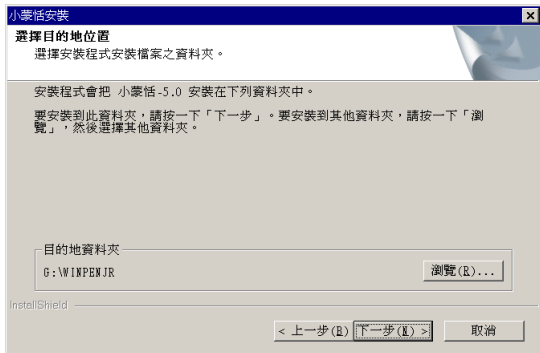 小蒙恬安裝
選擇目的地位置
選擇安裝程式安裝檔案之資料夾。
安裝程式會把 小蒙恬-5.0 安裝在下列資料夾中。
要安裝到此資料夾，請按一下「下一步」。要安裝到其他資料夾，請按一下「瀏
覽」，然後選擇其他資料夾。
目的地資料夾
G:\WINPENJR
瀏覽(R)...
InstallShield
< 上一步(B)
下一步(N) >
取消